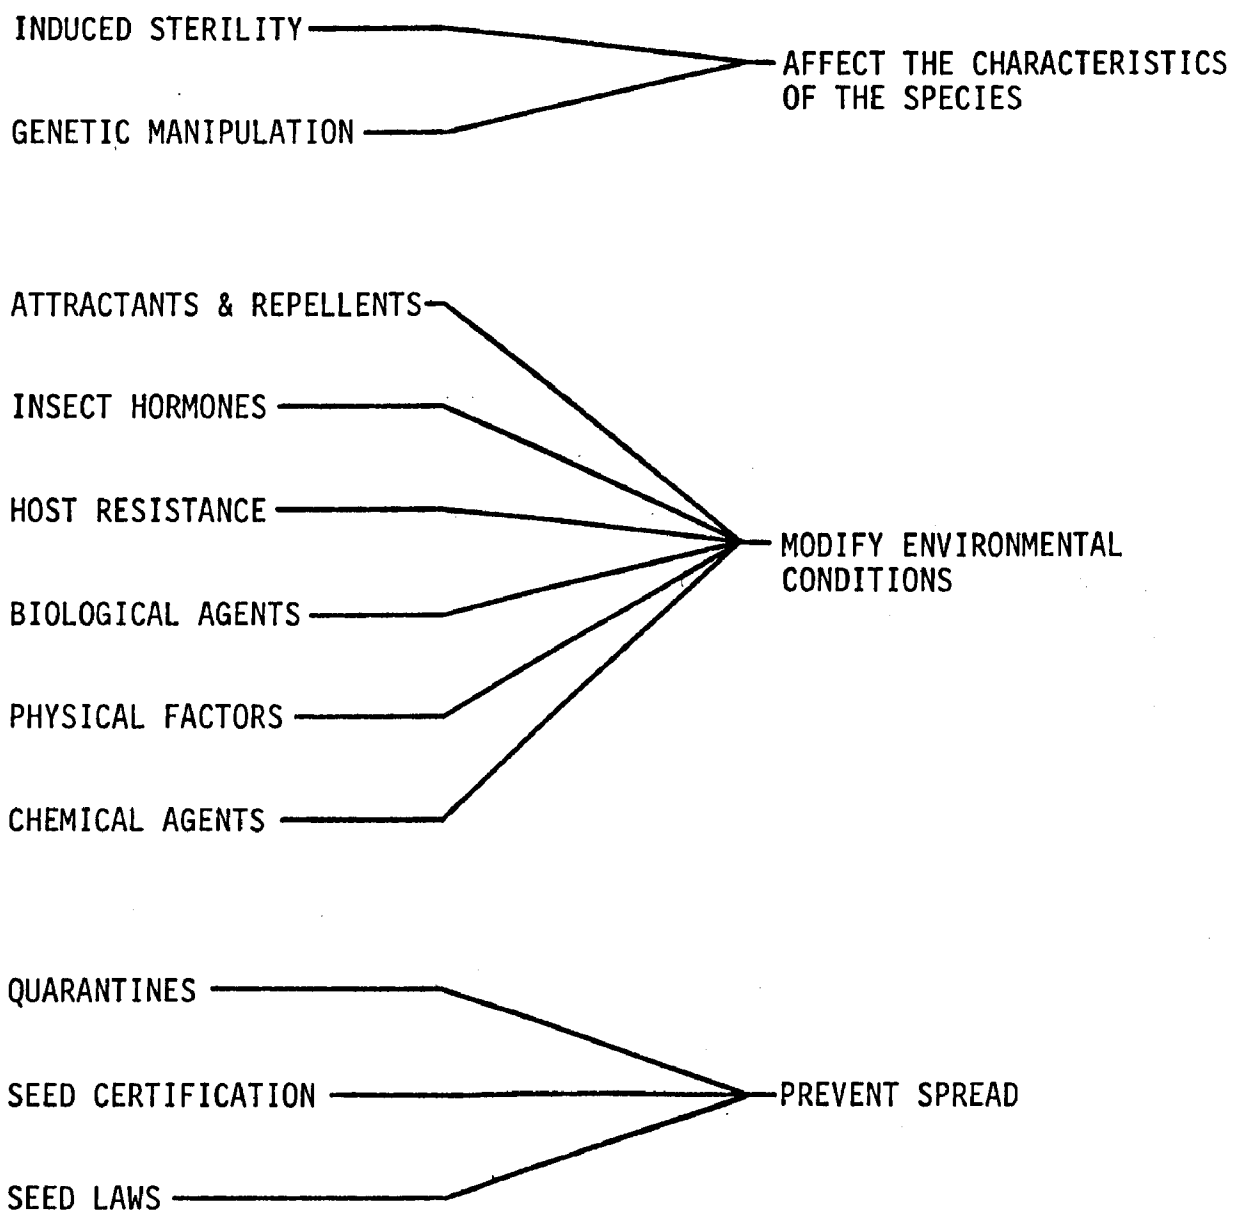 INDUCED STERILITY
GENETIC MANIPULATION
AFFECT THE CHARACTERISTICS
OF THE SPECIES
ATTRACTANTS & REPELLENTS
INSECT HORMONES
HOST RESISTANCE
BIOLOGICAL AGENTS
PHYSICAL FACTORS
CHEMICAL AGENTS
MODIFY ENVIRONMENTAL
CONDITIONS
QUARANTINES
SEED CERTIFICATION
SEED LAWS
PREVENT SPREAD